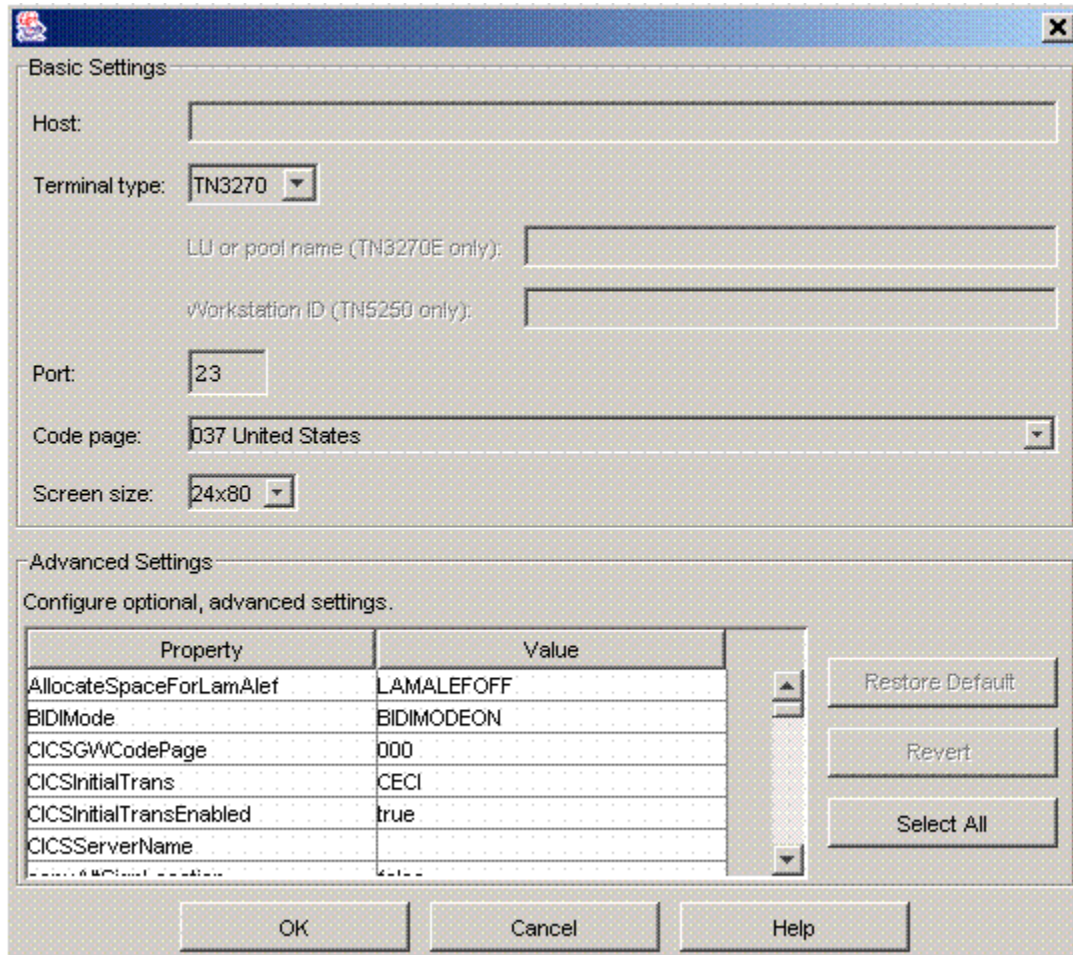 Basic Settings
Host:
Terminal type: TN3270
LU or pool name (TN3270E only):
Workstation ID (TN5250 only):
Port: 23
Code page: 037 United States
Screen size: 24x80
Advanced Settings
Configure optional, advanced settings.
Property Value
AllocateSpaceForLamAlef LAMALEFOFF
BIDIMode BIDIMODEON
CICSGWCodePage 000
CICSInitialTrans CECI
CICSInitialTransEnabled true
CICSServerName
false
Restore Default
Revert
Select All
OK Cancel Help